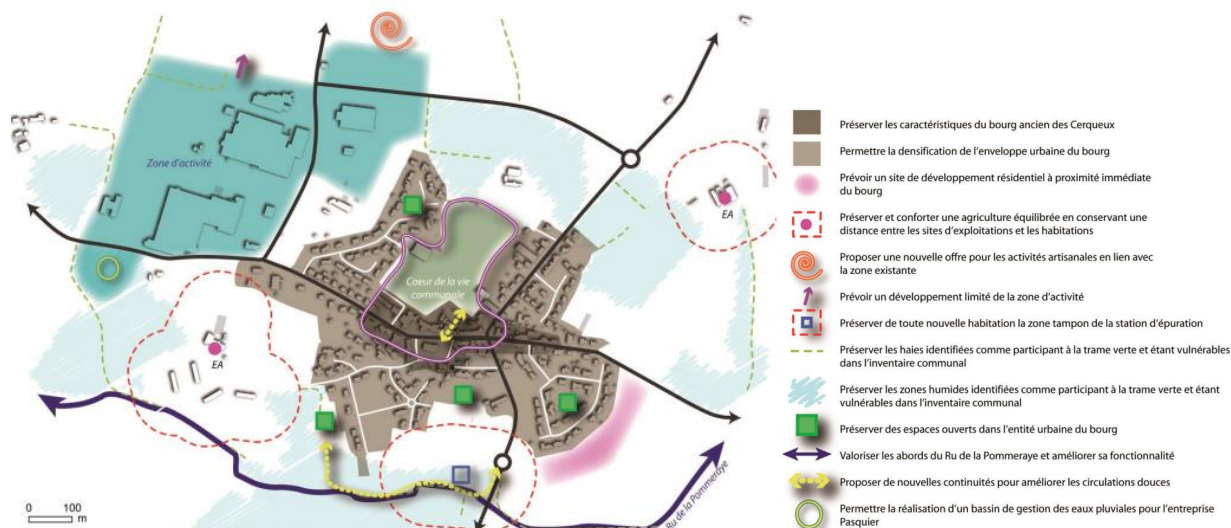 Zone d'activité
EA
Coeur de la vie
communale
EA
Ru de la Pommeraye
0 100
m
Préserver les caractéristiques du bourg ancien des Cerqueux
Permettre la densification de l'enveloppe urbaine du bourg
Prévoir un site de développement résidentiel à proximité immédiate
du bourg
Préserver et conforter une agriculture équilibrée en conservant une
distance entre les sites d'exploitations et les habitations
Proposer une nouvelle offre pour les activités artisanales en lien avec
la zone existante
Prévoir un développement limité de la zone d'activité
Préserver de toute nouvelle habitation la zone tampon de la station d'épuration
Préserver les haies identifiées comme participant à la trame verte et étant vulnérables
dans l'inventaire communal
Préserver les zones humides identifiées comme participant à la trame verte et étant
vulnérables dans l'inventaire communal
Préserver des espaces ouverts dans l'entité urbaine du bourg
Valoriser les abords du Ru de la Pommeraye et améliorer sa fonctionnalité
Proposer de nouvelles continuités pour améliorer les circulations douces
Permettre la réalisation d'un bassin de gestion des eaux pluviales pour l'entreprise
Pasquier